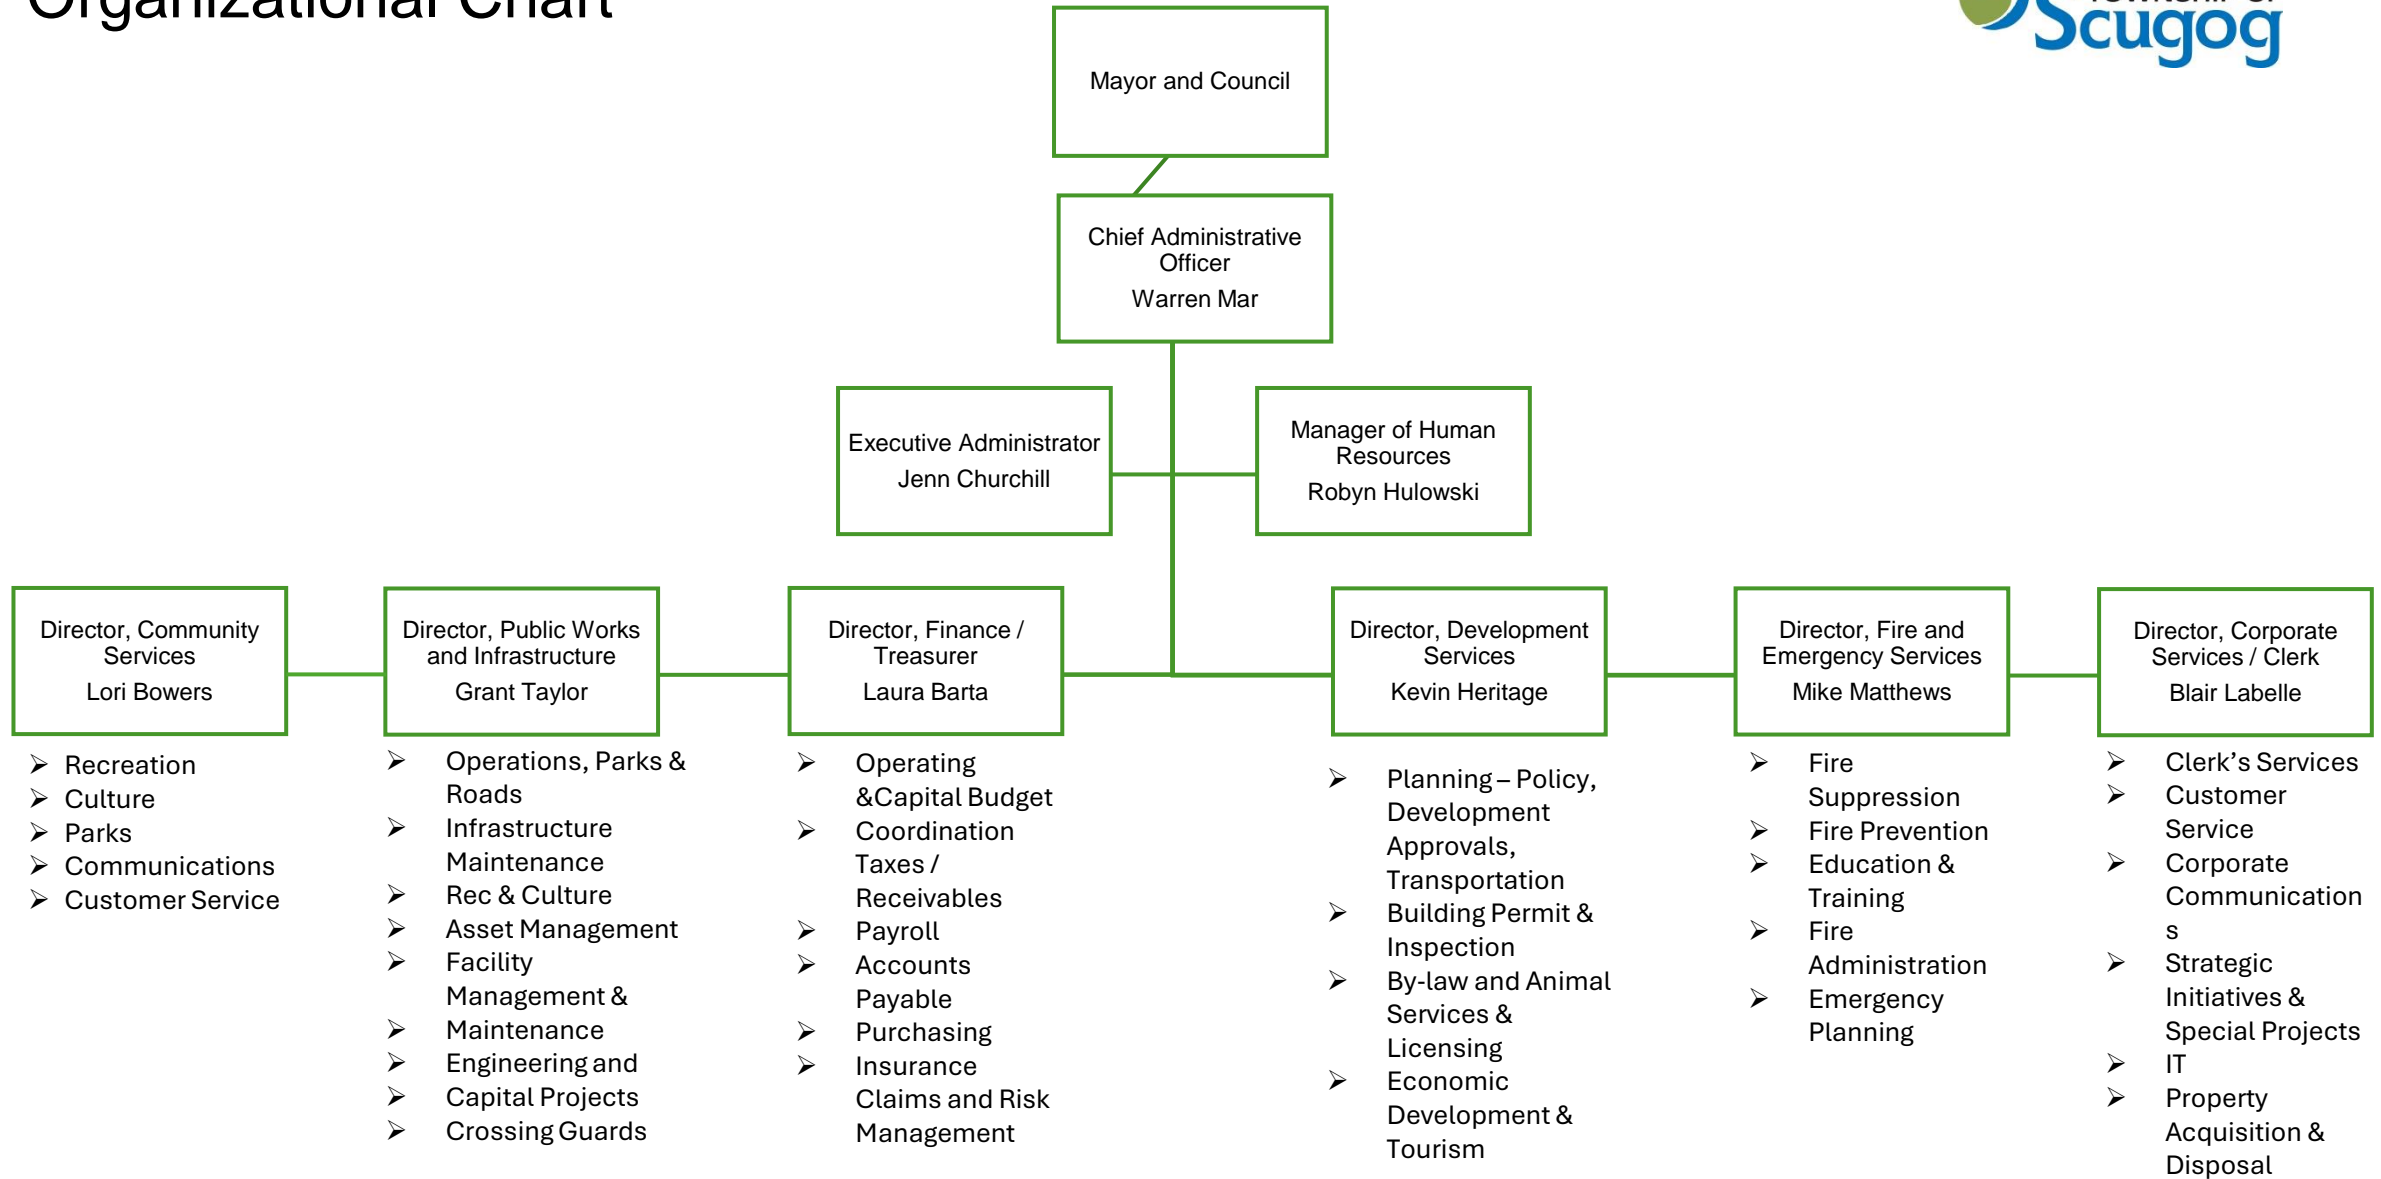 Organizational Chart
TOWNSHIP OF
Scugog
Mayor and Council
Chief Administrative
Officer
Warren Mar
Executive Administrator
Jenn Churchill
Manager of Human
Resources
Robyn Hulowski
Director, Community
Services
Lori Bowers
Director, Public Works
and Infrastructure
Grant Taylor
Director, Finance /
Treasurer
Laura Barta
Director, Development
Services
Kevin Heritage
Director, Fire and
Emergency Services
Mike Matthews
Director, Corporate
Services / Clerk
Blair Labelle
➢ Recreation
➢ Culture
➢ Parks
➢ Communications
➢ Customer Service
➢ Operations, Parks &
Roads
➢ Infrastructure
Maintenance
➢ Rec & Culture
➢ Asset Management
➢ Facility
Management &
➢ Maintenance
➢ Engineering and
➢ Capital Projects
➢ Crossing Guards
➢ Operating
&Capital Budget
➢ Coordination
Taxes /
Receivables
➢ Payroll
➢ Accounts
Payable
➢ Purchasing
➢ Insurance
Claims and Risk
Management
➢ Planning – Policy,
Development
Approvals,
Transportation
➢ Building Permit &
Inspection
➢ By-law and Animal
Services &
Licensing
➢ Economic
Development &
Tourism
➢ Fire
Suppression
➢ Fire Prevention
➢ Education &
Training
➢ Fire
Administration
➢ Emergency
Planning
➢ Clerk’s Services
➢ Customer
Service
➢ Corporate
Communication
s
➢ Strategic
Initiatives &
Special Projects
➢ IT
➢ Property
Acquisition &
Disposal